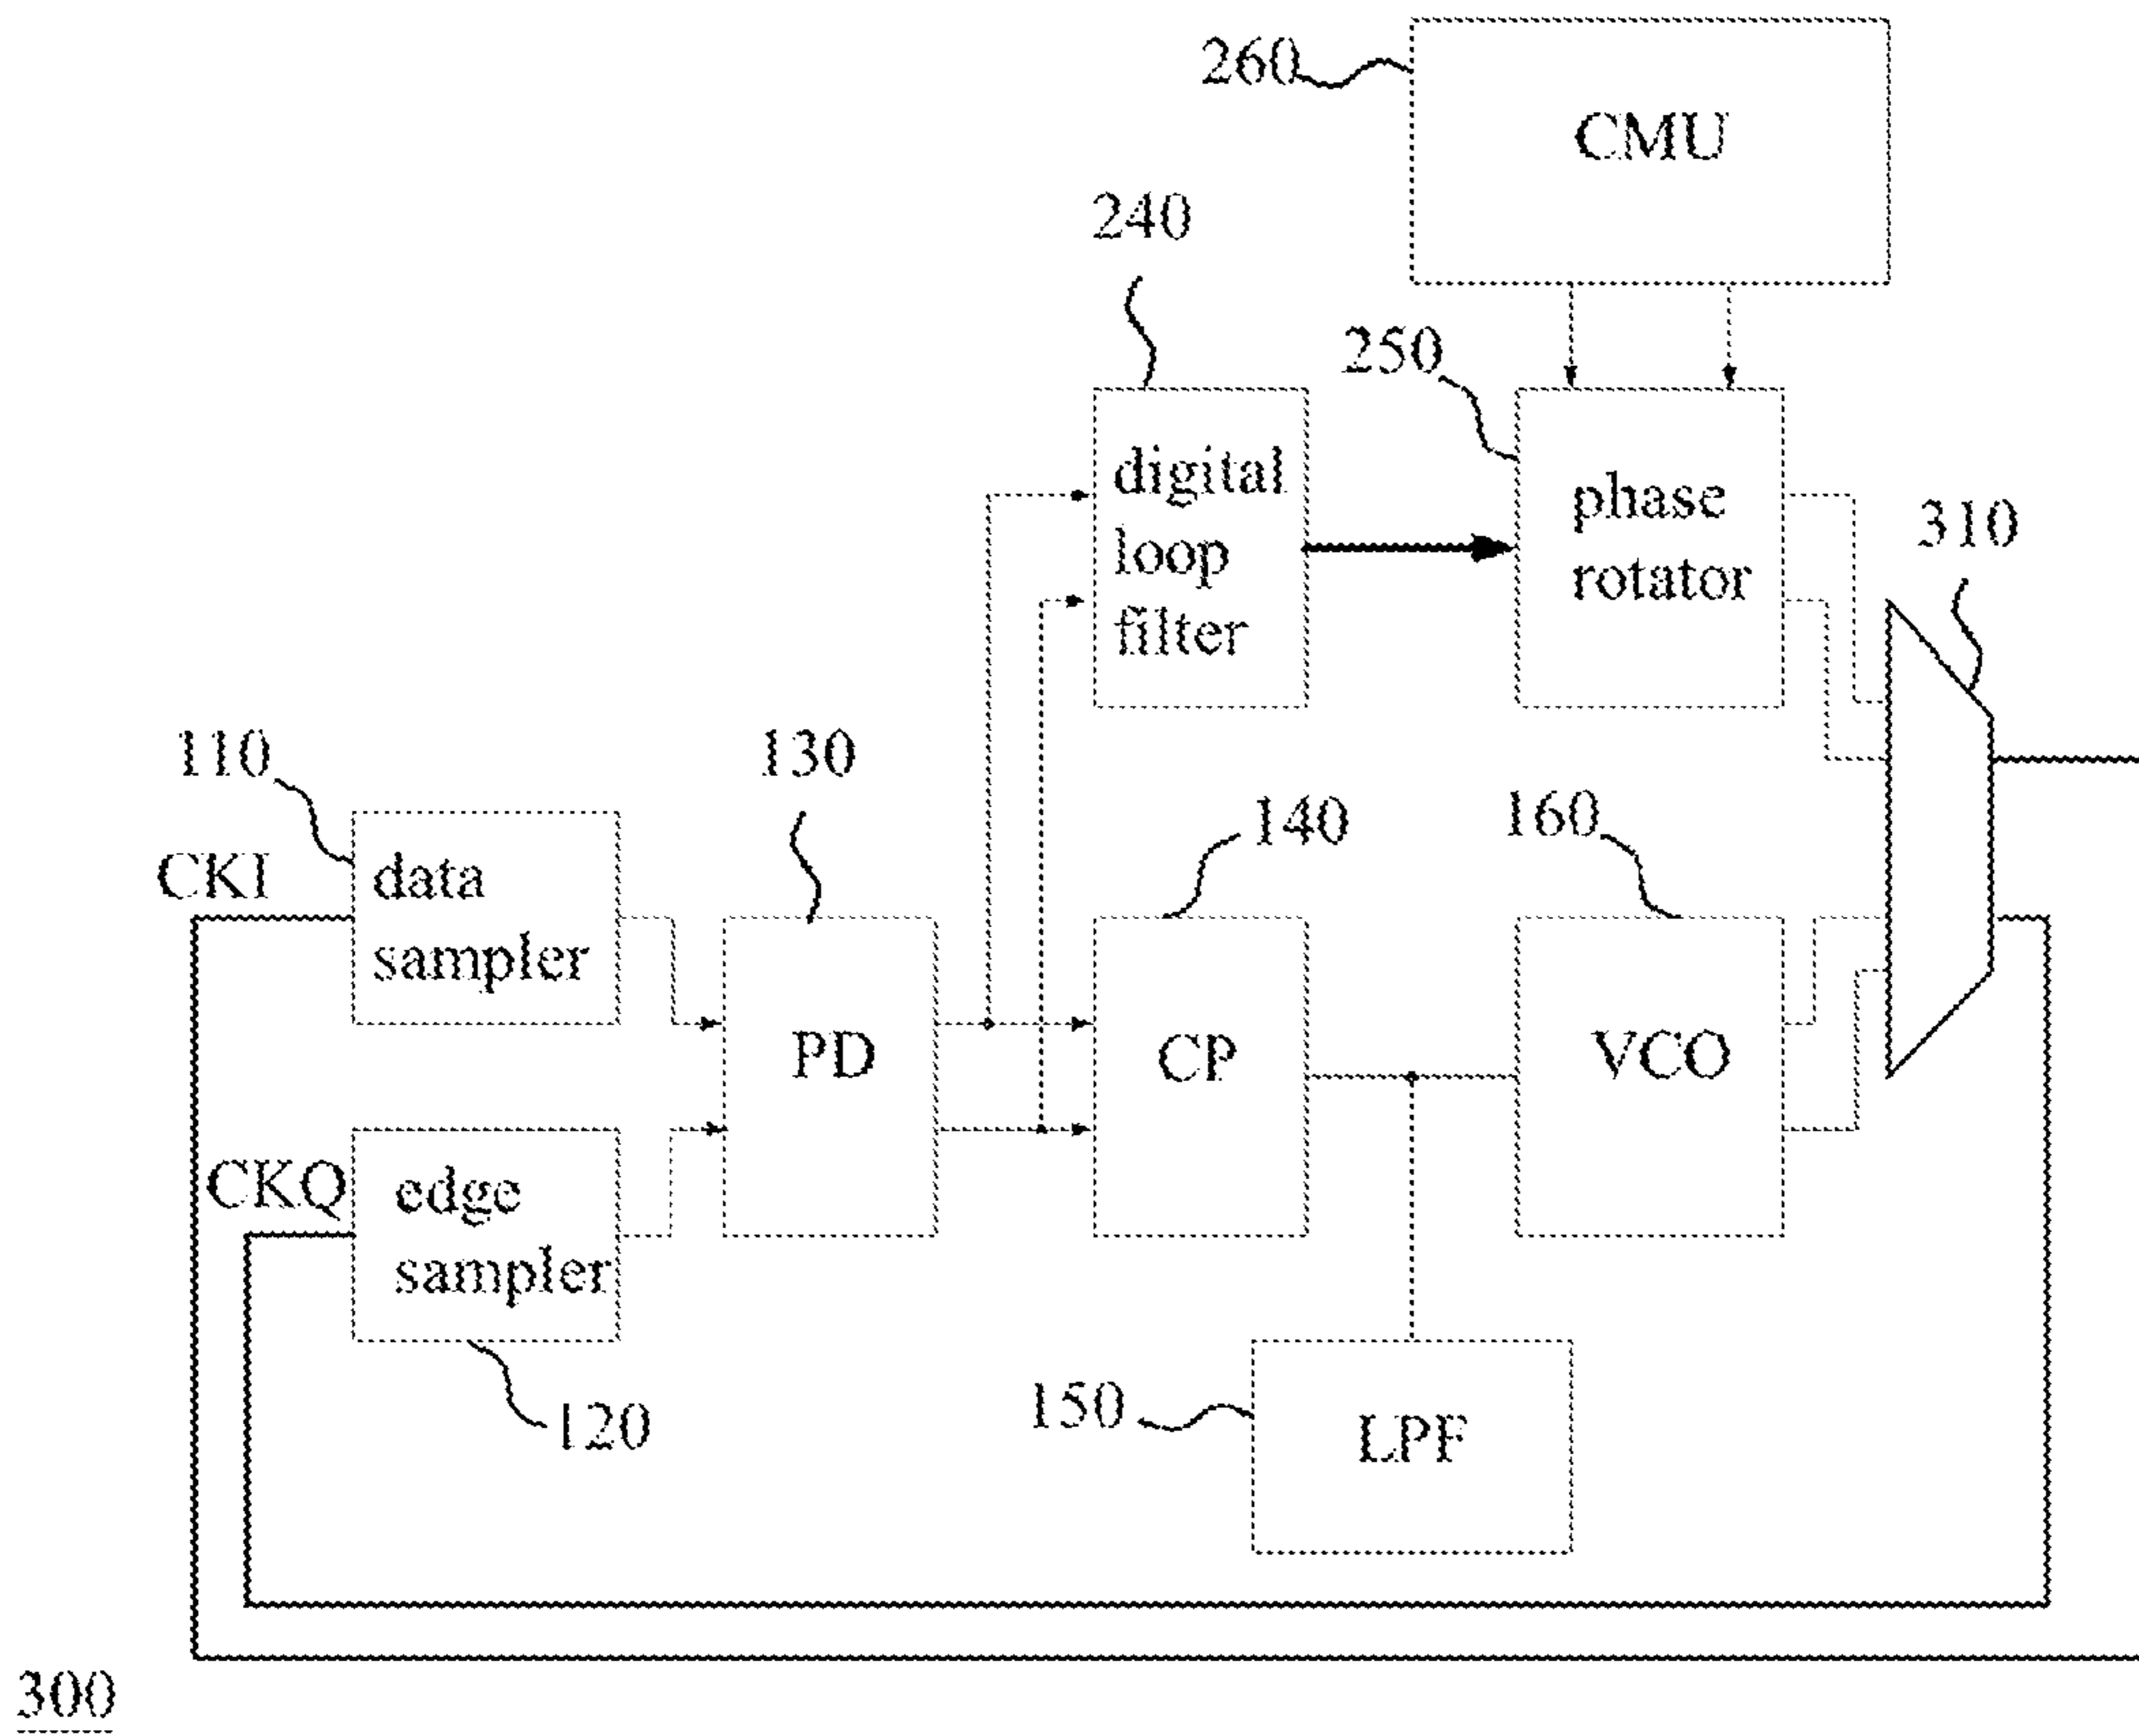 260
CMU
240
250
digital
loop
filter
phase
rotator
310
110
130
140
160
CKI
data
sampler
PD
CP
VCO
CKQ
edge
sampler
120
150
LPF
300